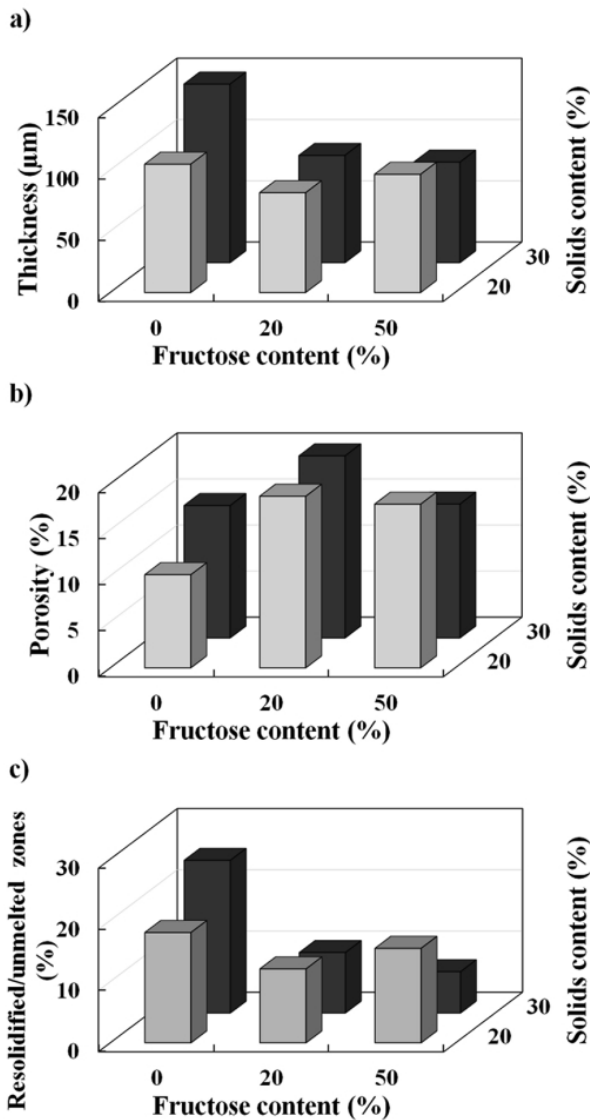 a)
150
100
50
0
Thickness (μm)
0 20 50
Fructose content (%)
20
30
Solids content (%)
b)
20
15
10
5
0
Porosity (%)
0 20 50
Fructose content (%)
20
30
Solids content (%)
c)
30
20
10
0
Resolidified/unmelted zones
(%)
0 20 50
Fructose content (%)
20
30
Solids content (%)